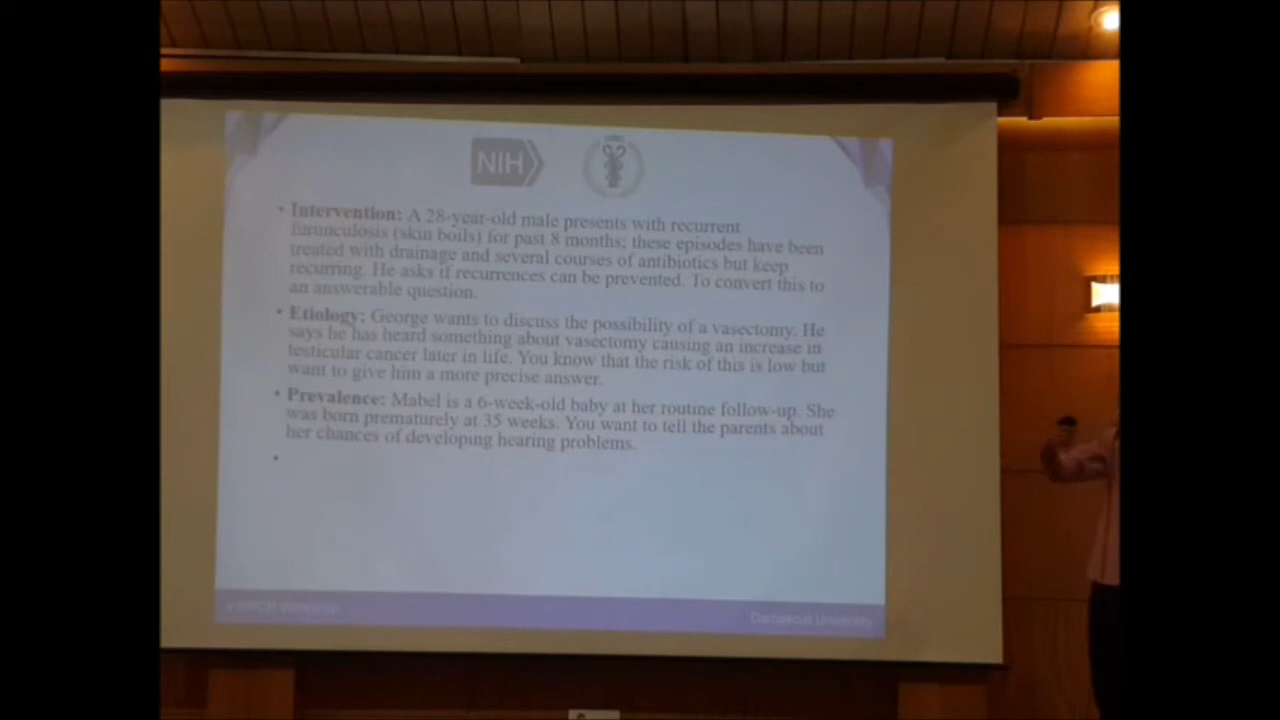 NIH
• Intervention: A 28-year-old male presents with recurrent
furunculosis (skin boils) for past 8 months; these episodes have been
treated with drainage and several courses of antibiotics but keep
recurring. He asks if recurrences can be prevented. To convert this to
an answerable question.
• Etiology: George wants to discuss the possibility of a vasectomy. He
says he has heard something about vasectomy causing an increase in
testicular cancer later in life. You know that the risk of this is low but
want to give him a more precise answer.
• Prevalence: Mabel is a 6-week-old baby at her routine follow-up. She
was born prematurely at 35 weeks. You want to tell the parents about
her chances of developing hearing problems.
•
Damascus University